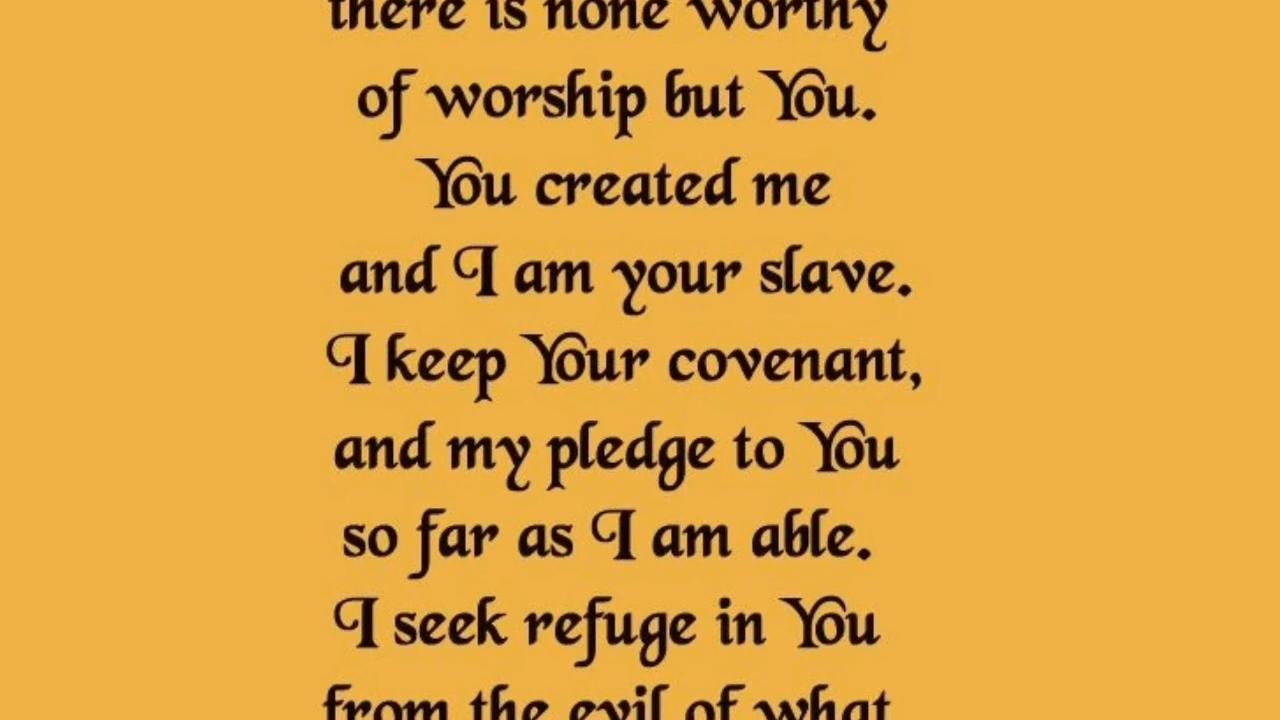 there is none worthy
of worship but You.
You created me
and I am your slave.
I keep Your covenant,
and my pledge to You
so far as I am able.
I seek refuge in You
from the evil of what